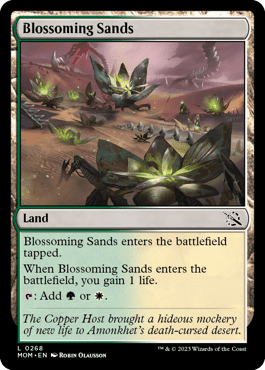 Blossoming Sands
Land
Blossoming Sands enters the battlefield
tapped.
When Blossoming Sands enters the
battlefield, you gain 1 life.
: Add or .
The Copper Host brought a hideous mockery
of new life to Amonkhet's death-cursed desert.
L 0268
MOM • EN ROBIN OLAUSSON
™ & © 2023 Wizards of the Coast